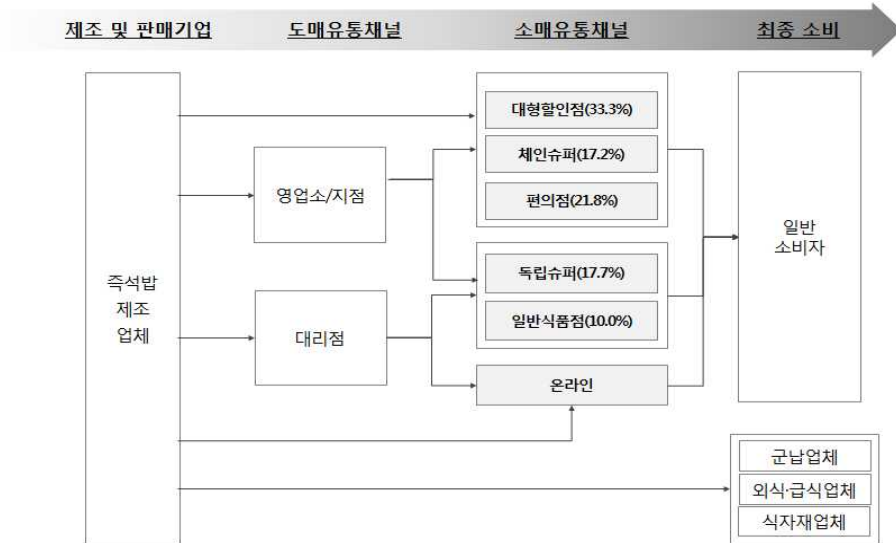 제조 및 판매기업
도매유통채널
소매유통채널
최종 소비
즉석밥
제조
업체
영업소/지점
대리점
대형할인점(33.3%)
체인슈퍼(17.2%)
편의점(21.8%)
독립슈퍼(17.7%)
일반식품점(10.0%)
온라인
일반
소비자
군납업체
외식·급식업체
식자재업체